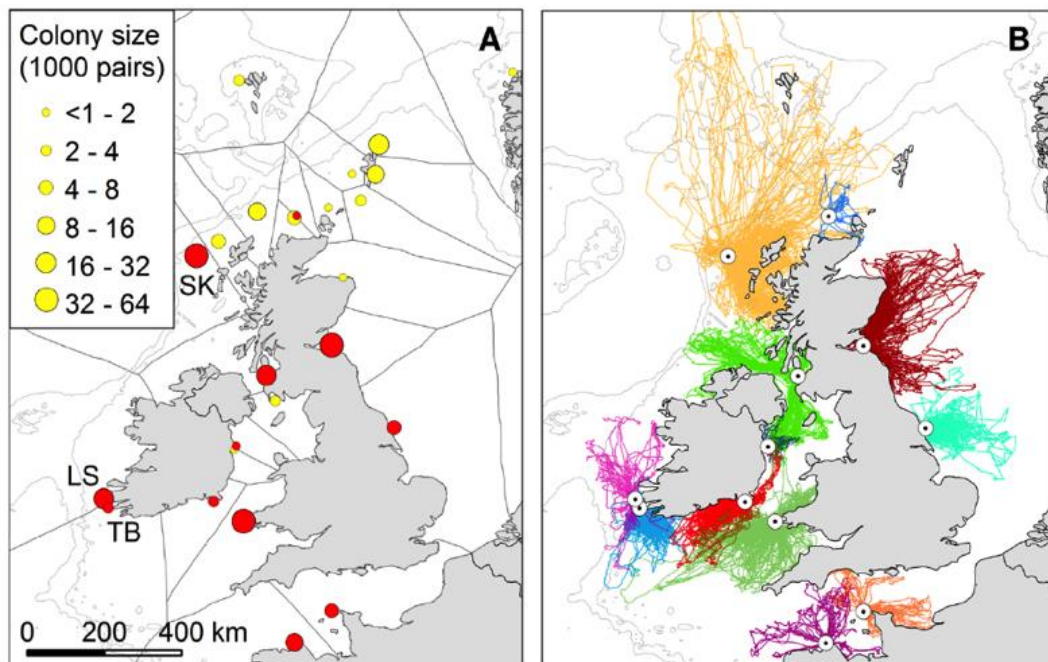 Colony size
(1000 pairs)
<1 - 2
2 - 4
4 - 8
8 - 16
16 - 32
32 - 64
A
SK
LS
TB
0 200 400 km
B